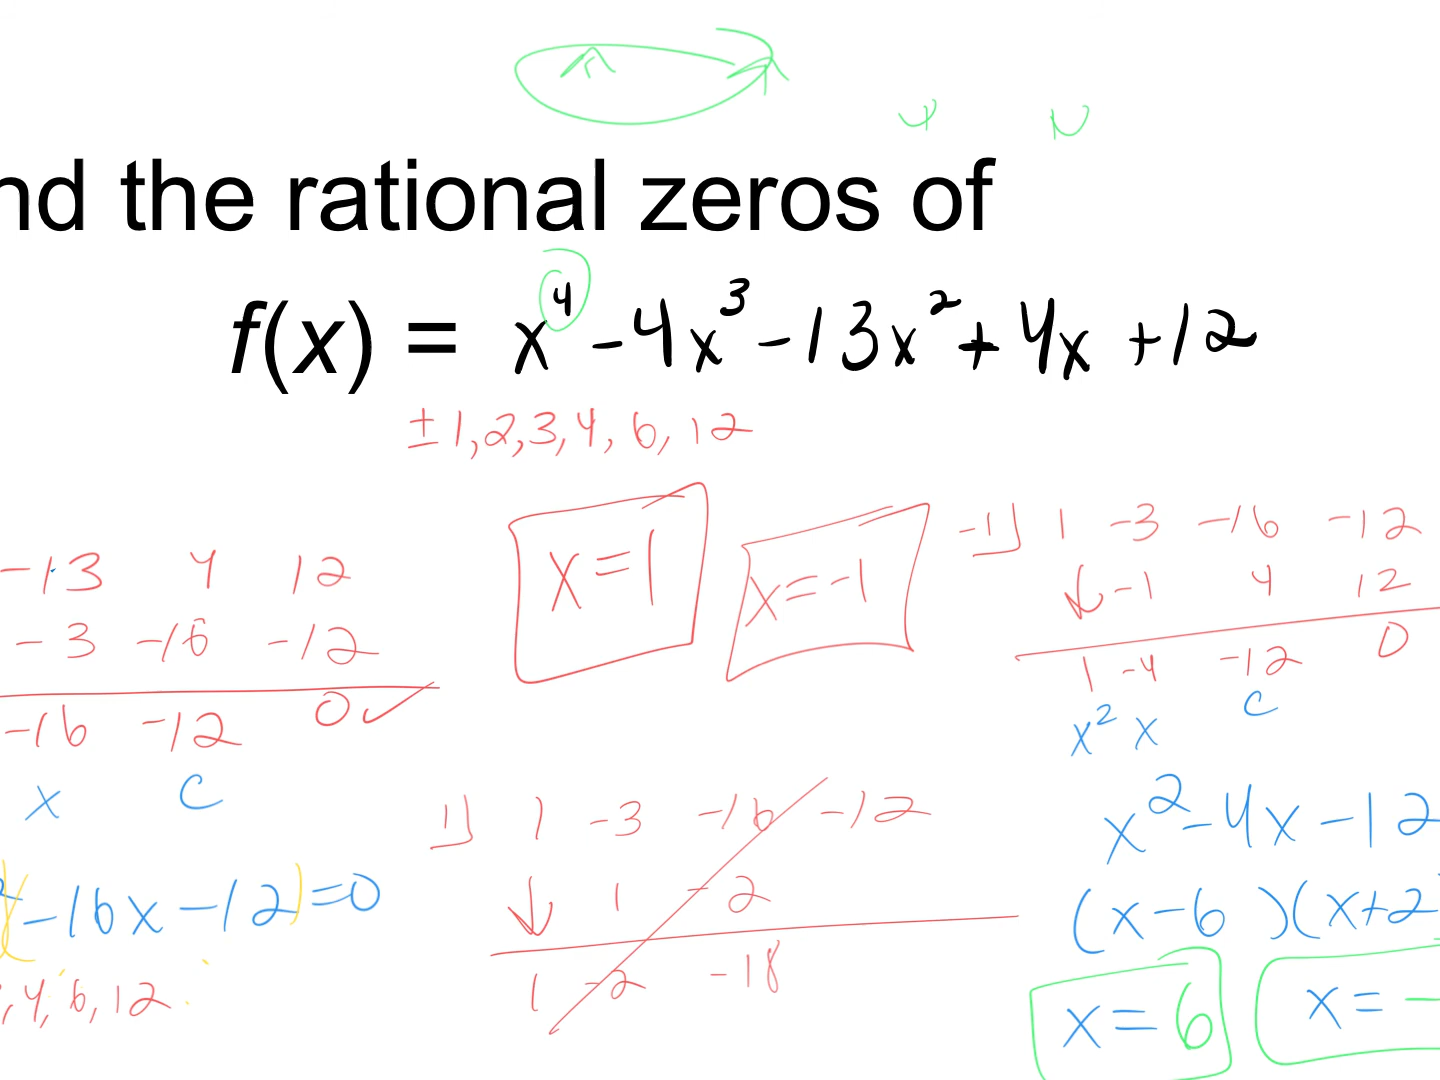 nd the rational zeros of
f(x) = x⁴ - 4x³ - 13x² + 4x + 12
± 1, 2, 3, 4, 6, 12
-13 4 12
-3 -16 -12
-16 -12 0 ✓
x c
-16x - 12) = 0
, 4, 6, 12
x = 1
x = -1
1) 1 -3 -16 -12
↓ 1 -2
1 -2 -18
-1) 1 -3 -16 -12
↓ -1 4 12
1 -4 -12 0
x² x c
x² - 4x - 12
(x - 6)(x + 2
x = 6
x = -